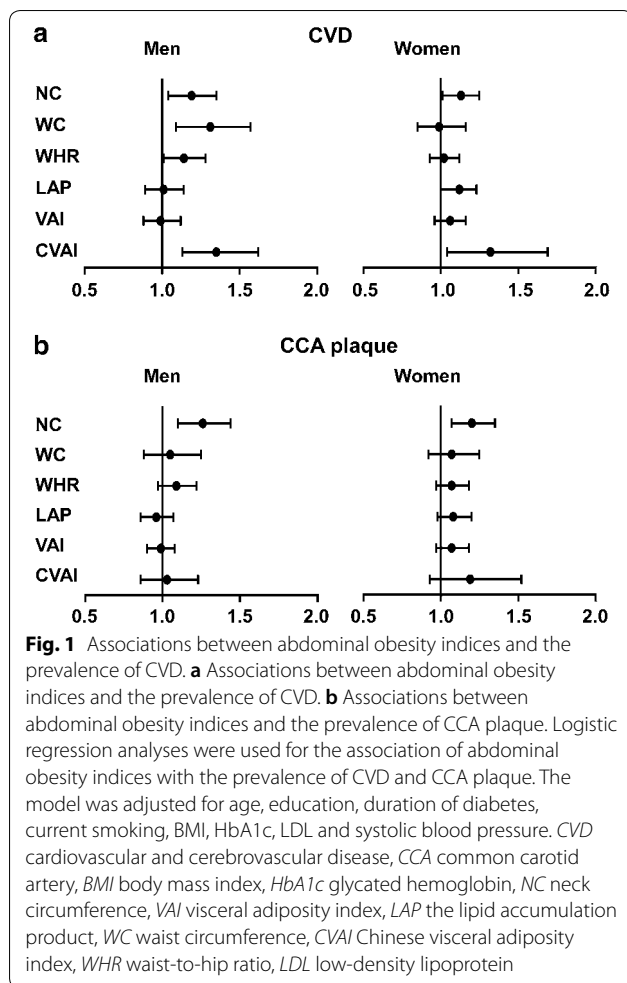 a
CVD
Men
Women
NC
WC
WHR
LAP
VAI
CVAI
0.5 1.0 1.5 2.0
0.5 1.0 1.5 2.0
b
CCA plaque
Men
Women
NC
WC
WHR
LAP
VAI
CVAI
0.5 1.0 1.5 2.0
0.5 1.0 1.5 2.0
Fig. 1 Associations between abdominal obesity indices and the
prevalence of CVD. a Associations between abdominal obesity
indices and the prevalence of CVD. b Associations between
abdominal obesity indices and the prevalence of CCA plaque. Logistic
regression analyses were used for the association of abdominal
obesity indices with the prevalence of CVD and CCA plaque. The
model was adjusted for age, education, duration of diabetes,
current smoking, BMI, HbA1c, LDL and systolic blood pressure. CVD
cardiovascular and cerebrovascular disease, CCA common carotid
artery, BMI body mass index, HbA1c glycated hemoglobin, NC neck
circumference, VAI visceral adiposity index, LAP the lipid accumulation
product, WC waist circumference, CVAI Chinese visceral adiposity
index, WHR waist-to-hip ratio, LDL low-density lipoprotein